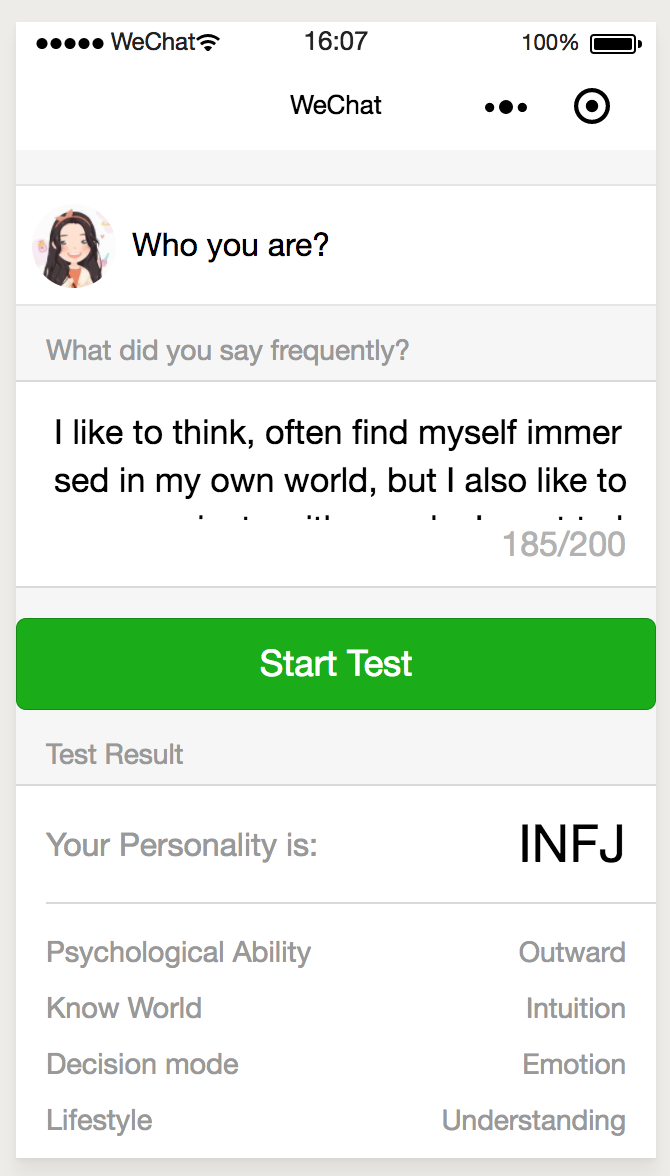 WeChat 16:07 100%
WeChat
Who you are?
What did you say frequently?
I like to think, often find myself immer
sed in my own world, but I also like to
185/200
Start Test
Test Result
Your Personality is: INFJ
Psychological Ability Outward
Know World Intuition
Decision mode Emotion
Lifestyle Understanding